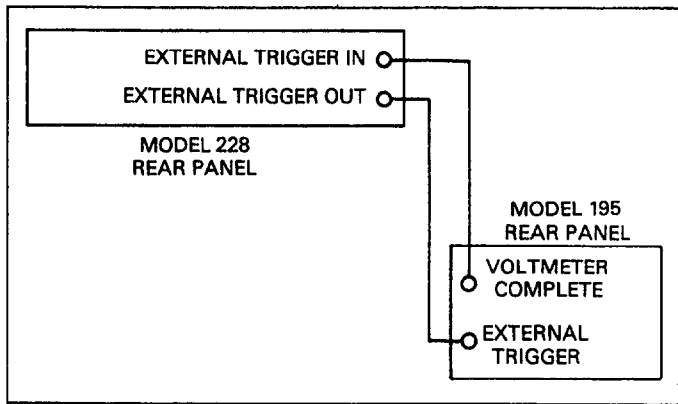 EXTERNAL TRIGGER IN
EXTERNAL TRIGGER OUT
MODEL 228
REAR PANEL
MODEL 195
REAR PANEL
VOLTMETER
COMPLETE
EXTERNAL
TRIGGER